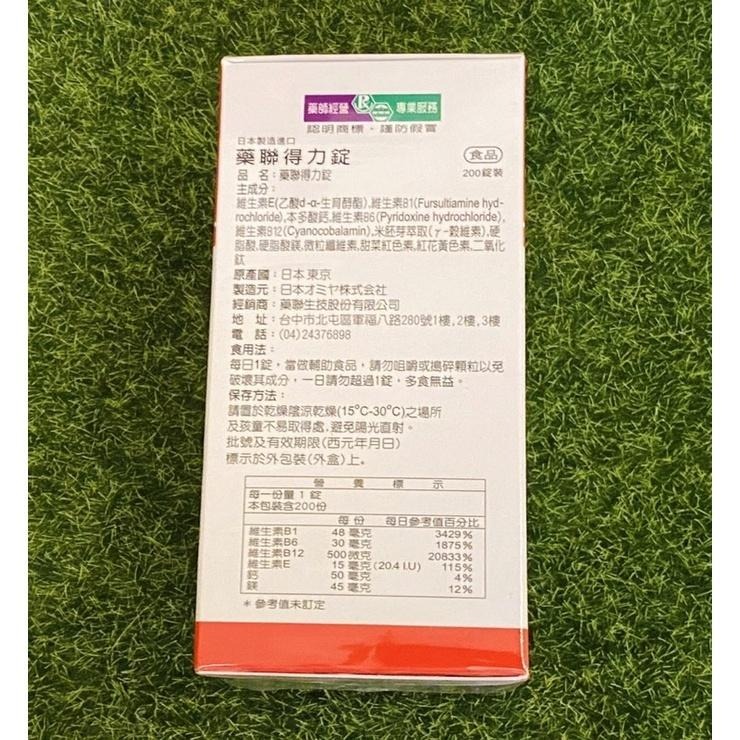 藥師經營 Rx 專業服務
認明商標・謹防假冒
日本製造進口
藥聯得力錠 食品
品 名:藥聯得力錠 200錠裝
主成分:
維生素E(乙酸d-α-生育醇酯),維生素B1(Fursultiamine hyd-
rochloride),本多酸鈣,維生素B6(Pyridoxine hydrochloride),
維生素B12(Cyanocobalamin),米胚芽萃取(γ-穀維素),硬
脂酸,硬脂酸鎂,微粒纖維素,甜菜紅色素,紅花黃色素,二氧化
鈦
原產國:日本 東京
製造元:日本オミヤ株式会社
經銷商:藥聯生技股份有限公司
地 址:台中市北屯區軍福八路280號1樓,2樓,3樓
電 話:(04)24376898
食用法:
每日1錠,當做輔助食品,請勿咀嚼或搗碎顆粒以免
破壞其成分,一日請勿超過1錠,多食無益。
保存方法:
請置於乾燥陰涼乾燥(15°C-30°C)之場所
及孩童不易取得處,避免陽光直射。
批號及有效期限(西元年月日)
標示於外包裝(外盒)上。
營 養 標 示
每一份量 1 錠
本包裝含200份
每 份 每日參考值百分比
維生素B1 48 毫克 3429%
維生素B6 30 毫克 1875%
維生素B12 500 微克 20833%
維生素E 15 毫克 (20.4 I.U) 115%
鈣 50 毫克 4%
鎂 45 毫克 12%
*參考值未訂定